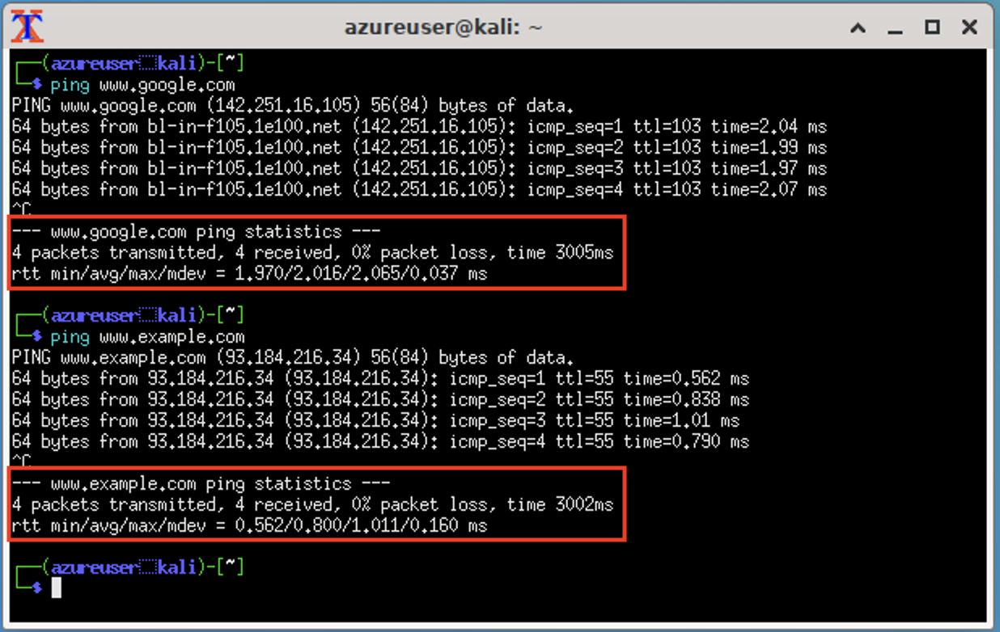 azureuser@kali: ~
┌──(azureuser㉿kali)-[~]
└─$ ping www.google.com
PING www.google.com (142.251.16.105) 56(84) bytes of data.
64 bytes from bl-in-f105.1e100.net (142.251.16.105): icmp_seq=1 ttl=103 time=2.04 ms
64 bytes from bl-in-f105.1e100.net (142.251.16.105): icmp_seq=2 ttl=103 time=1.99 ms
64 bytes from bl-in-f105.1e100.net (142.251.16.105): icmp_seq=3 ttl=103 time=1.97 ms
64 bytes from bl-in-f105.1e100.net (142.251.16.105): icmp_seq=4 ttl=103 time=2.07 ms
^C
--- www.google.com ping statistics ---
4 packets transmitted, 4 received, 0% packet loss, time 3005ms
rtt min/avg/max/mdev = 1.970/2.016/2.065/0.037 ms
┌──(azureuser㉿kali)-[~]
└─$ ping www.example.com
PING www.example.com (93.184.216.34) 56(84) bytes of data.
64 bytes from 93.184.216.34 (93.184.216.34): icmp_seq=1 ttl=55 time=0.562 ms
64 bytes from 93.184.216.34 (93.184.216.34): icmp_seq=2 ttl=55 time=0.838 ms
64 bytes from 93.184.216.34 (93.184.216.34): icmp_seq=3 ttl=55 time=1.01 ms
64 bytes from 93.184.216.34 (93.184.216.34): icmp_seq=4 ttl=55 time=0.790 ms
^C
--- www.example.com ping statistics ---
4 packets transmitted, 4 received, 0% packet loss, time 3002ms
rtt min/avg/max/mdev = 0.562/0.800/1.011/0.160 ms
┌──(azureuser㉿kali)-[~]
└─$